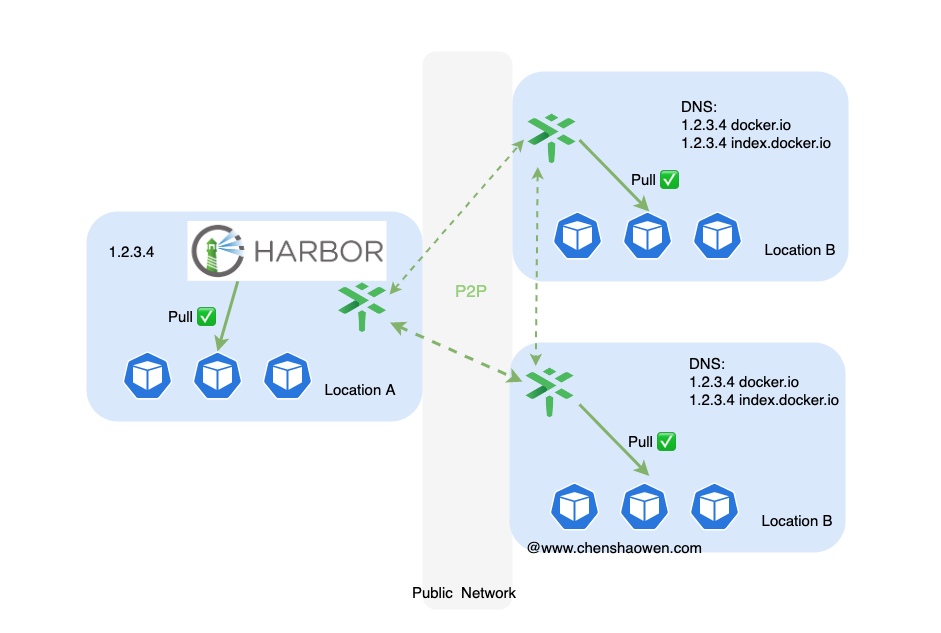 1.2.3.4
HARBOR
Pull ✅
Location A
P2P
Public Network
DNS:
1.2.3.4 docker.io
1.2.3.4 index.docker.io
Pull ✅
Location B
DNS:
1.2.3.4 docker.io
1.2.3.4 index.docker.io
Pull ✅
Location B
@www.chenshaowen.com